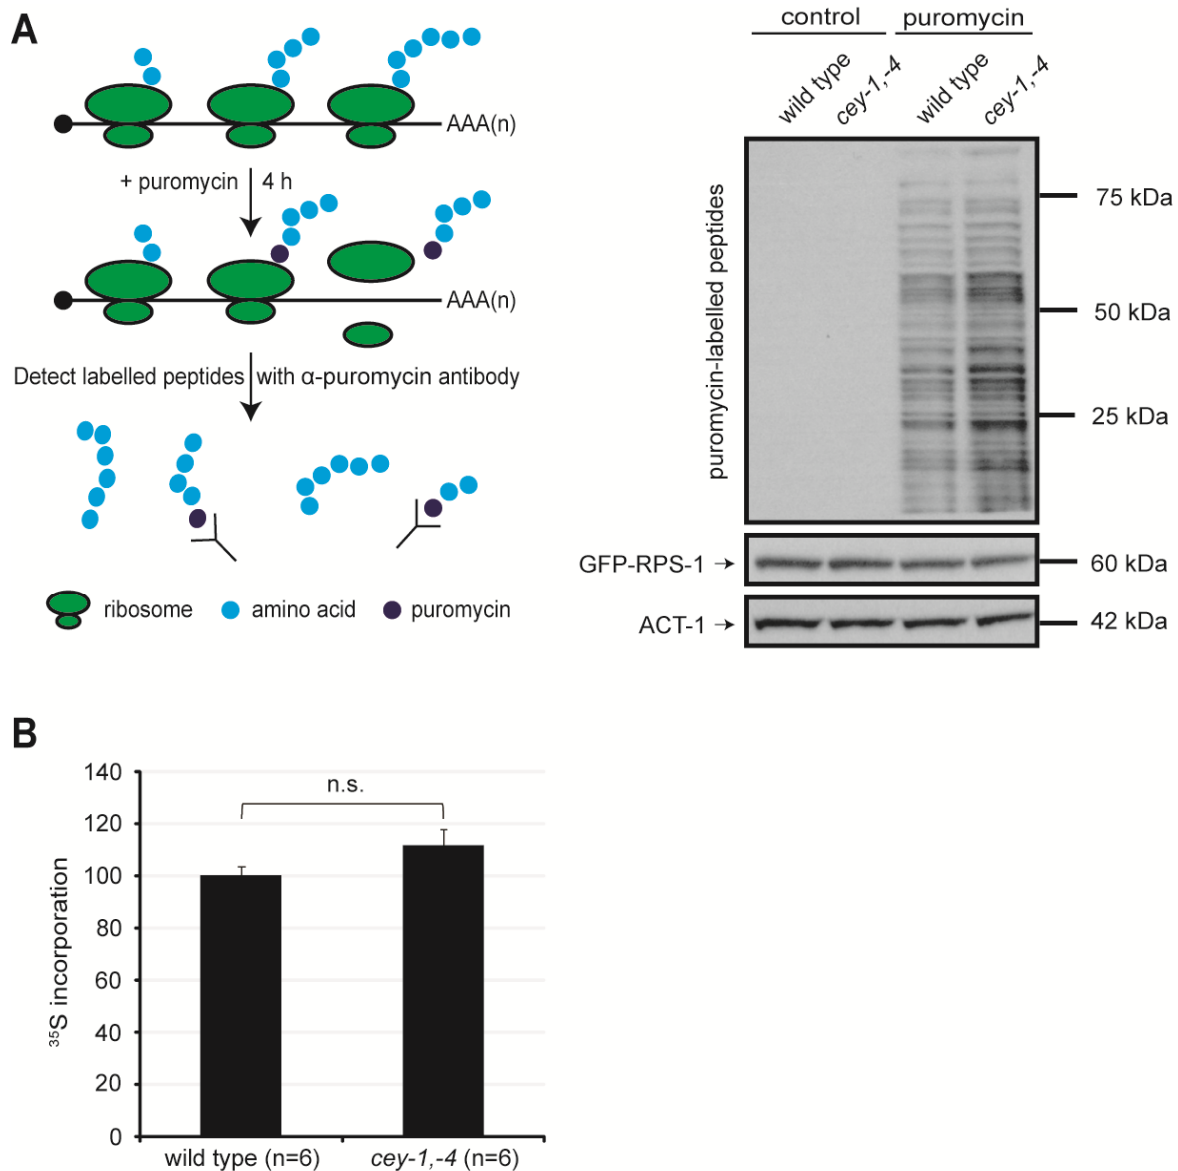 A
AAA(n)
+ puromycin 4 h
AAA(n)
Detect labelled peptides with α-puromycin antibody
ribosome amino acid puromycin
control puromycin
wild type cey-1,-4 wild type cey-1,-4
puromycin-labelled peptides
75 kDa
50 kDa
25 kDa
GFP-RPS-1 → 60 kDa
ACT-1 → 42 kDa
B
35S incorporation
140
120
100
80
60
40
20
0
n.s.
wild type (n=6) cey-1,-4 (n=6)